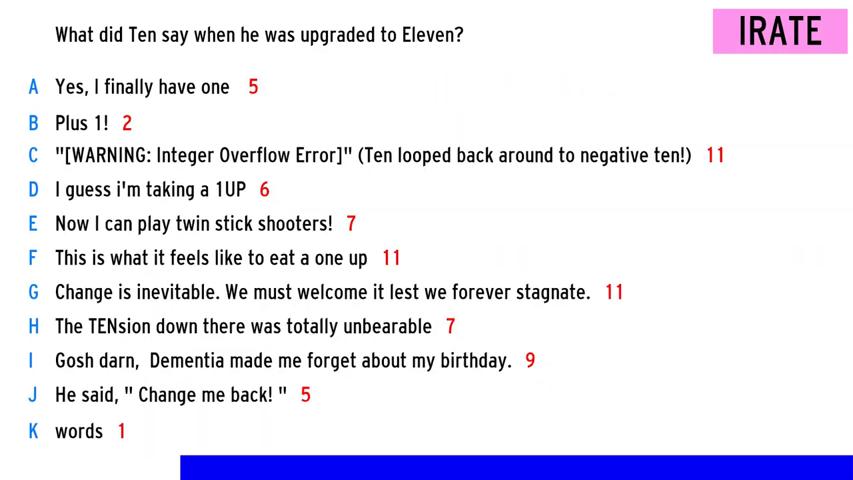 What did Ten say when he was upgraded to Eleven?
IRATE
A Yes, I finally have one 5
B Plus 1! 2
C "[WARNING: Integer Overflow Error]" (Ten looped back around to negative ten!) 11
D I guess i'm taking a 1UP 6
E Now I can play twin stick shooters! 7
F This is what it feels like to eat a one up 11
G Change is inevitable. We must welcome it lest we forever stagnate. 11
H The TENsion down there was totally unbearable 7
I Gosh darn, Dementia made me forget about my birthday. 9
J He said, " Change me back! " 5
K words 1